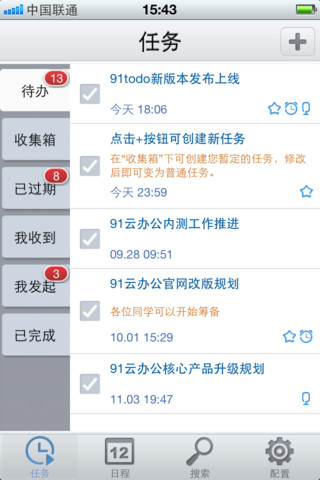 中国联通 15:43
任务
待办 13
收集箱
已过期 8
我收到
我发起 3
已完成
91todo新版本发布上线
今天 18:06
点击+按钮可创建新任务
在“收集箱”下可创建您暂定的任务，修改
后即可变为普通任务。
今天 23:59
91云办公内测工作推进
09.28 09:51
91云办公官网改版规划
各位同学可以开始筹备
10.01 15:29
91云办公核心产品升级规划
11.03 19:47
任务
12
日程
搜索
配置